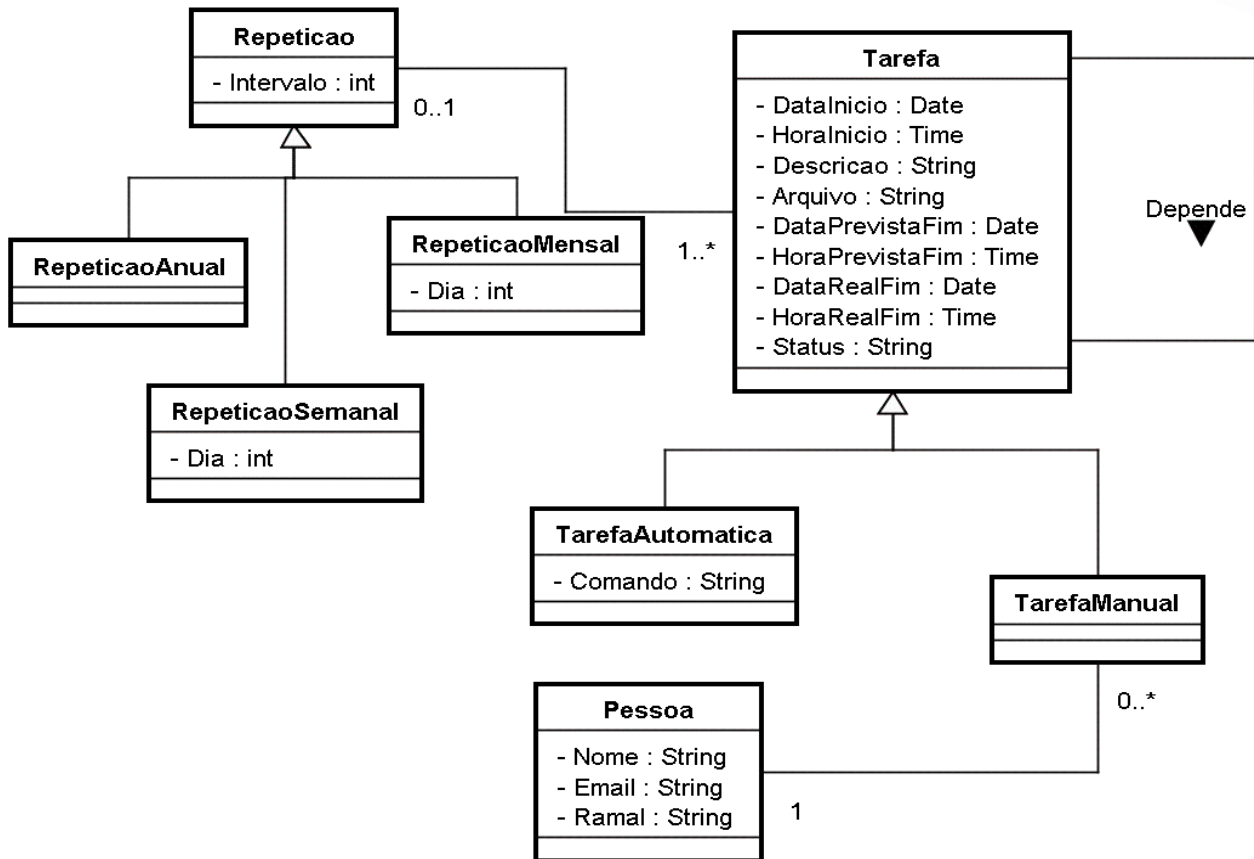 Repeticao
- Intervalo : int
0..1
RepeticaoAnual
RepeticaoMensal
- Dia : int
RepeticaoSemanal
- Dia : int
Tarefa
- DataInicio : Date
- HoraInicio : Time
- Descricao : String
- Arquivo : String
- DataPrevistaFim : Date
- HoraPrevistaFim : Time
- DataRealFim : Date
- HoraRealFim : Time
- Status : String
1..*
Depende
TarefaAutomatica
- Comando : String
TarefaManual
0..*
Pessoa
- Nome : String
- Email : String
- Ramal : String
1